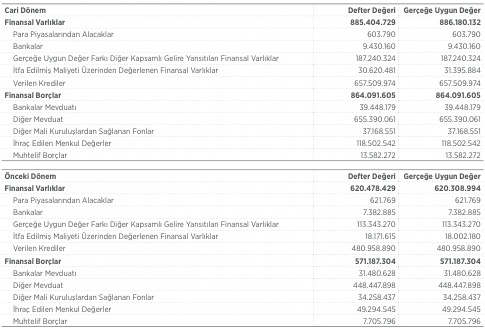 Cari Dönem Defter Değeri Gerçeğe Uygun Değer
Finansal Varlıklar 885.404.729 886.180.132
Para Piyasalarından Alacaklar 603.790 603.790
Bankalar 9.430.160 9.430.160
Gerçeğe Uygun Değer Farkı Diğer Kapsamlı Gelire Yansıtılan Finansal Varlıklar 187.240.324 187.240.324
İtfa Edilmiş Maliyeti Üzerinden Değerlenen Finansal Varlıklar 30.620.481 31.395.884
Verilen Krediler 657.509.974 657.509.974
Finansal Borçlar 864.091.605 864.091.605
Bankalar Mevduatı 39.448.179 39.448.179
Diğer Mevduat 655.390.061 655.390.061
Diğer Mali Kuruluşlardan Sağlanan Fonlar 37.168.551 37.168.551
İhraç Edilen Menkul Değerler 118.502.542 118.502.542
Muhtelif Borçlar 13.582.272 13.582.272
Önceki Dönem Defter Değeri Gerçeğe Uygun Değer
Finansal Varlıklar 620.478.429 620.308.994
Para Piyasalarından Alacaklar 621.769 621.769
Bankalar 7.382.885 7.382.885
Gerçeğe Uygun Değer Farkı Diğer Kapsamlı Gelire Yansıtılan Finansal Varlıklar 113.343.270 113.343.270
İtfa Edilmiş Maliyeti Üzerinden Değerlenen Finansal Varlıklar 18.171.615 18.002.180
Verilen Krediler 480.958.890 480.958.890
Finansal Borçlar 571.187.304 571.187.304
Bankalar Mevduatı 31.480.628 31.480.628
Diğer Mevduat 448.447.898 448.447.898
Diğer Mali Kuruluşlardan Sağlanan Fonlar 34.258.437 34.258.437
İhraç Edilen Menkul Değerler 49.294.545 49.294.545
Muhtelif Borçlar 7.705.796 7.705.796